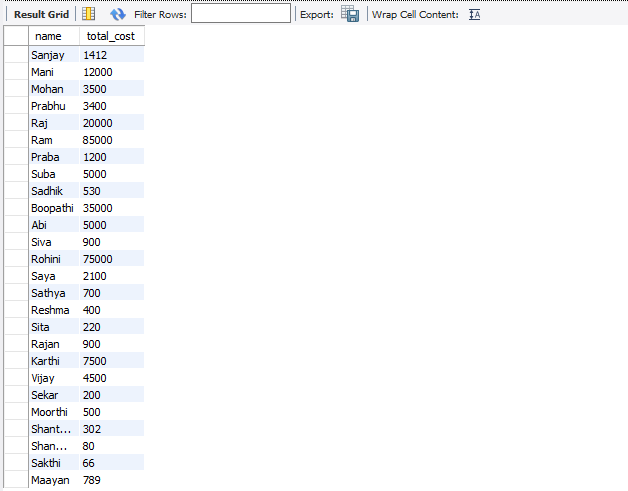 Result Grid Filter Rows: Export: Wrap Cell Content: IA
name total_cost
Sanjay 1412
Mani 12000
Mohan 3500
Prabhu 3400
Raj 20000
Ram 85000
Praba 1200
Suba 5000
Sadhik 530
Boopathi 35000
Abi 5000
Siva 900
Rohini 75000
Saya 2100
Sathya 700
Reshma 400
Sita 220
Rajan 900
Karthi 7500
Vijay 4500
Sekar 200
Moorthi 500
Shant... 302
Shan... 80
Sakthi 66
Maayan 789